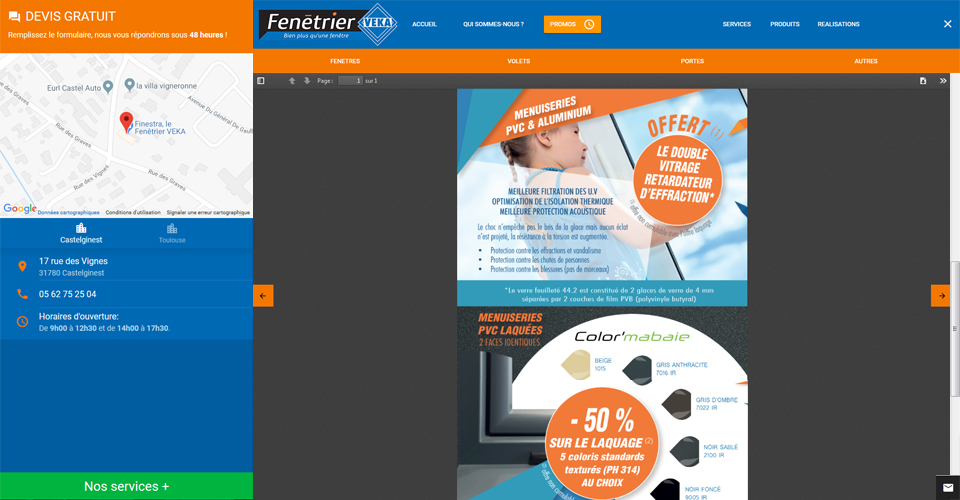 DEVIS GRATUIT
Remplissez le formulaire, nous vous répondrons sous 48 heures !
Eurl Castel Auto
la villa vigneronne
Avenue Du Général De Gaull
Finestra, le
Fenêtrier VEKA
Rue des Graves
Rue des Vignes
Rue des Graves
Rue des Graves
Google
Données cartographiques
Conditions d'utilisation
Signaler une erreur cartographique
Castelginest
Toulouse
17 rue des Vignes
31780 Castelginest
05 62 75 25 04
Horaires d'ouverture:
De 9h00 à 12h30 et de 14h00 à 17h30.
Nos services +
Fenêtrier VEKA
Bien plus qu'une fenêtre
ACCUEIL
QUI SOMMES-NOUS ?
PROMOS
SERVICES
PRODUITS
REALISATIONS
FENETRES
VOLETS
PORTES
AUTRES
Page : 1 sur 1
MENUISERIES
PVC & ALUMINIUM
OFFERT (1)
LE DOUBLE
VITRAGE
RETARDATEUR
D'EFFRACTION*
(1) offre non cumulable avec l'offre laquage
MEILLEURE FILTRATION DES U.V
OPTIMISATION DE L'ISOLATION THERMIQUE
MEILLEURE PROTECTION ACOUSTIQUE
Le choc n'empêche pas le bris de la glace mais aucun éclat
n'est projeté, la résistance à la torsion est augmentée.
• Protection contre les effractions et vandalisme
• Protection contre les chutes de personnes
• Protection contre les blessures (pas de morceaux)
*Le verre feuilleté 44.2 est constitué de 2 glaces de verre de 4 mm
séparées par 2 couches de film PVB (polyvinyle butyral)
MENUISERIES
PVC LAQUÉES
2 FACES IDENTIQUES
Color'mabaie
BEIGE
1015
GRIS ANTHRACITE
7016 IR
GRIS D'OMBRE
7022 IR
NOIR SABLÉ
2100 IR
NOIR FONCÉ
9005 IR
- 50 %
SUR LE LAQUAGE (2)
5 coloris standards
texturés (PH 314)
AU CHOIX